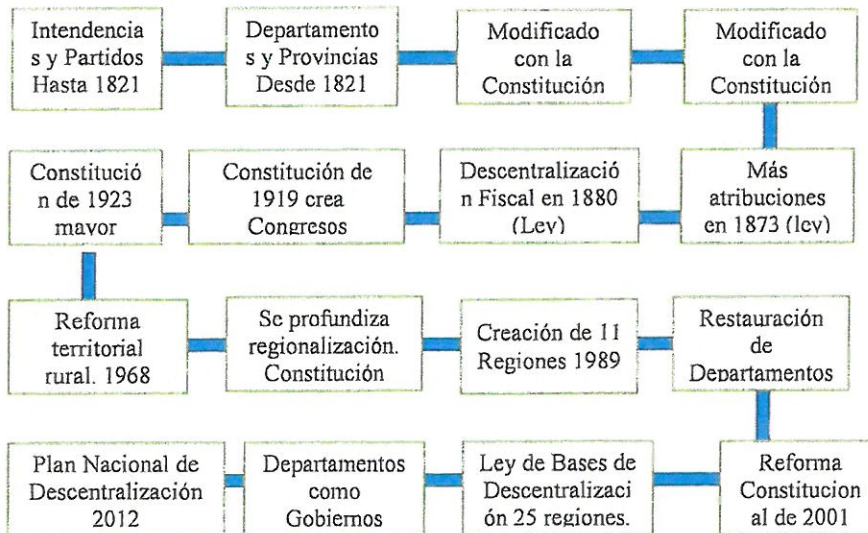 Intendencia
s y Partidos
Hasta 1821
Departamento
s y Provincias
Desde 1821
Modificado
con la
Constitución
Modificado
con la
Constitución
Más
atribuciones
en 1873 (ley)
Descentralizació
n Fiscal en 1880
(Ley)
Constitución de
1919 crea
Congresos
Constitució
n de 1923
mayor
Reforma
territorial
rural. 1968
Se profundiza
regionalización.
Constitución
Creación de 11
Regiones 1989
Restauración
de
Departamentos
Reforma
Constitucion
al de 2001
Ley de Bases de
Descentralizaci
ón 25 regiones.
Departamentos
como
Gobiernos
Plan Nacional de
Descentralización
2012